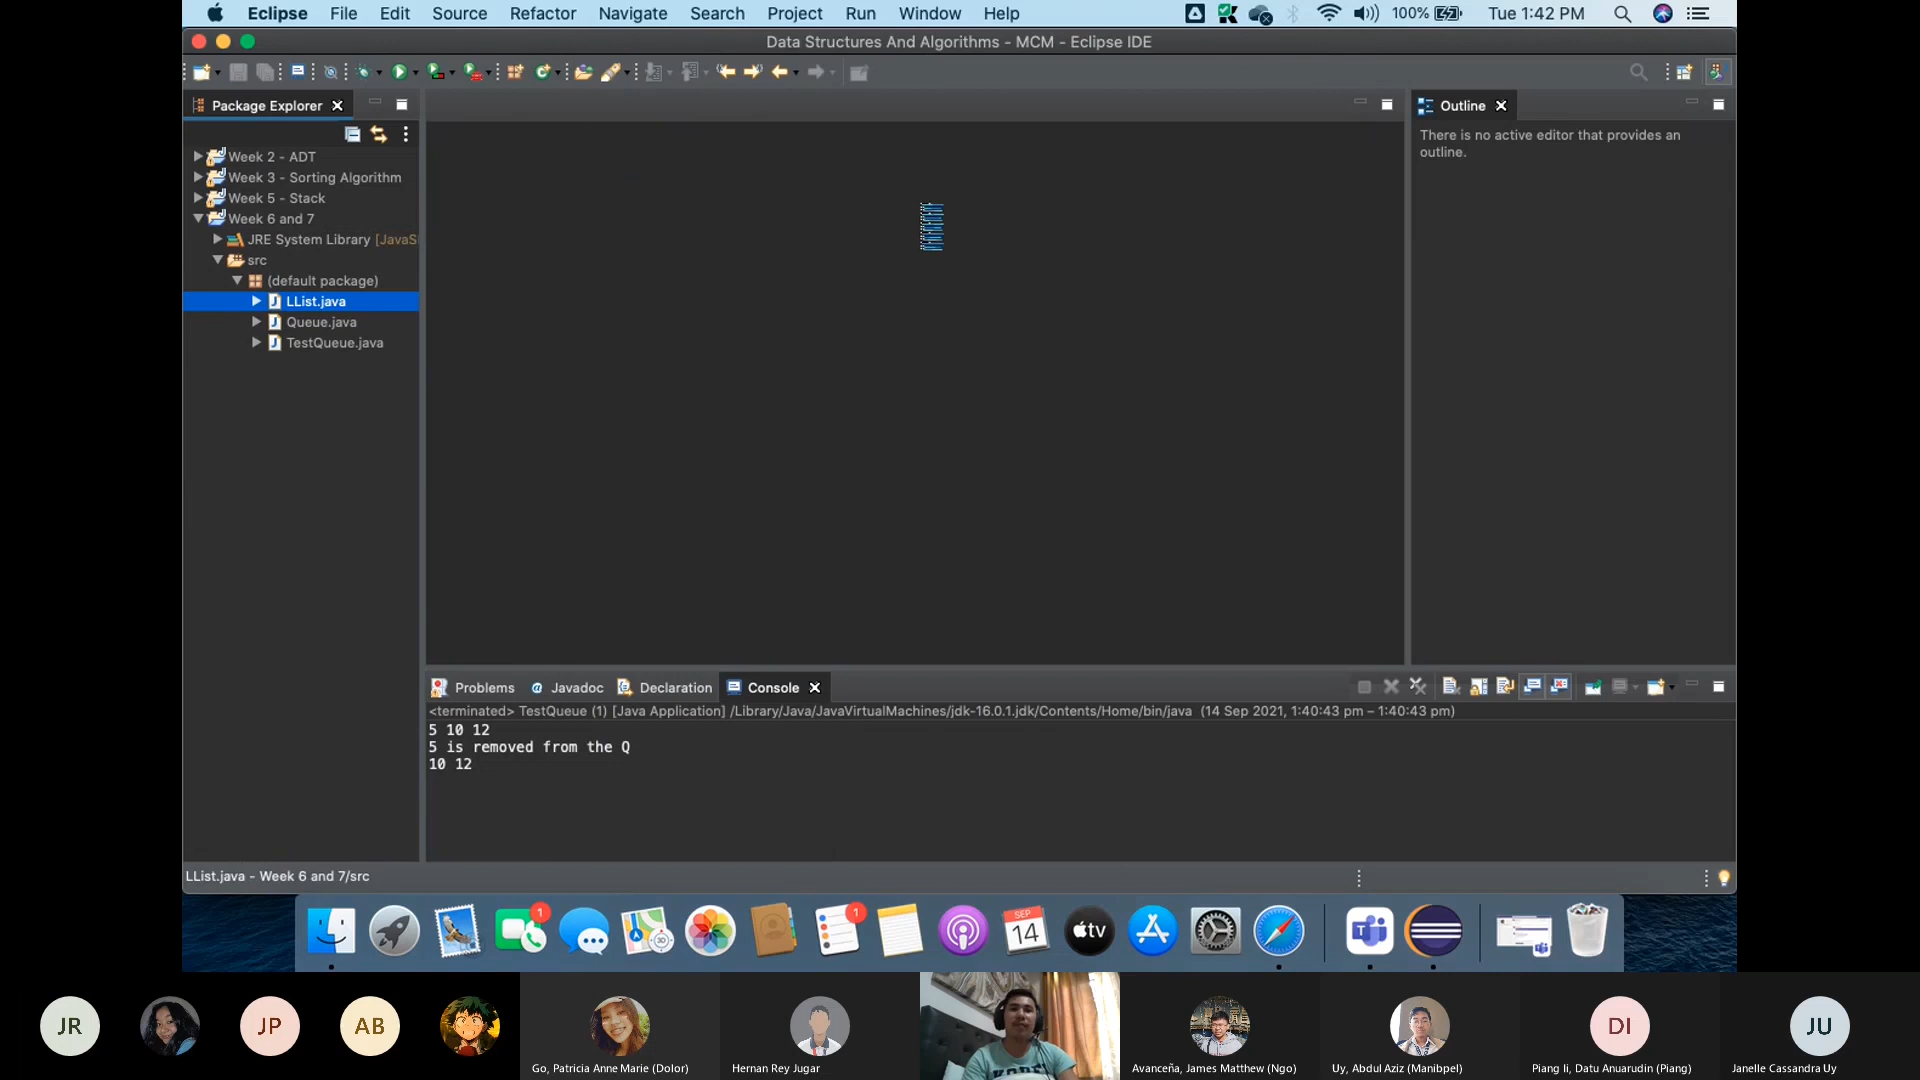 Eclipse File Edit Source Refactor Navigate Search Project Run Window Help 100% Tue 1:42 PM
Data Structures And Algorithms - MCM - Eclipse IDE
Package Explorer
Outline
There is no active editor that provides an
outline.
Week 2 - ADT
Week 3 - Sorting Algorithm
Week 5 - Stack
Week 6 and 7
JRE System Library [JavaS
src
(default package)
LList.java
Queue.java
TestQueue.java
Problems @ Javadoc Declaration Console
<terminated> TestQueue (1) [Java Application] /Library/Java/JavaVirtualMachines/jdk-16.0.1.jdk/Contents/Home/bin/java (14 Sep 2021, 1:40:43 pm – 1:40:43 pm)
5 10 12
5 is removed from the Q
10 12
LList.java - Week 6 and 7/src
1
1
SEP
14
tv
3D
T
JR
JP
AB
DI
JU
Go, Patricia Anne Marie (Dolor)
Hernan Rey Jugar
Avanceña, James Matthew (Ngo)
Uy, Abdul Aziz (Manibpel)
Piang Ii, Datu Anuarudin (Piang)
Janelle Cassandra Uy